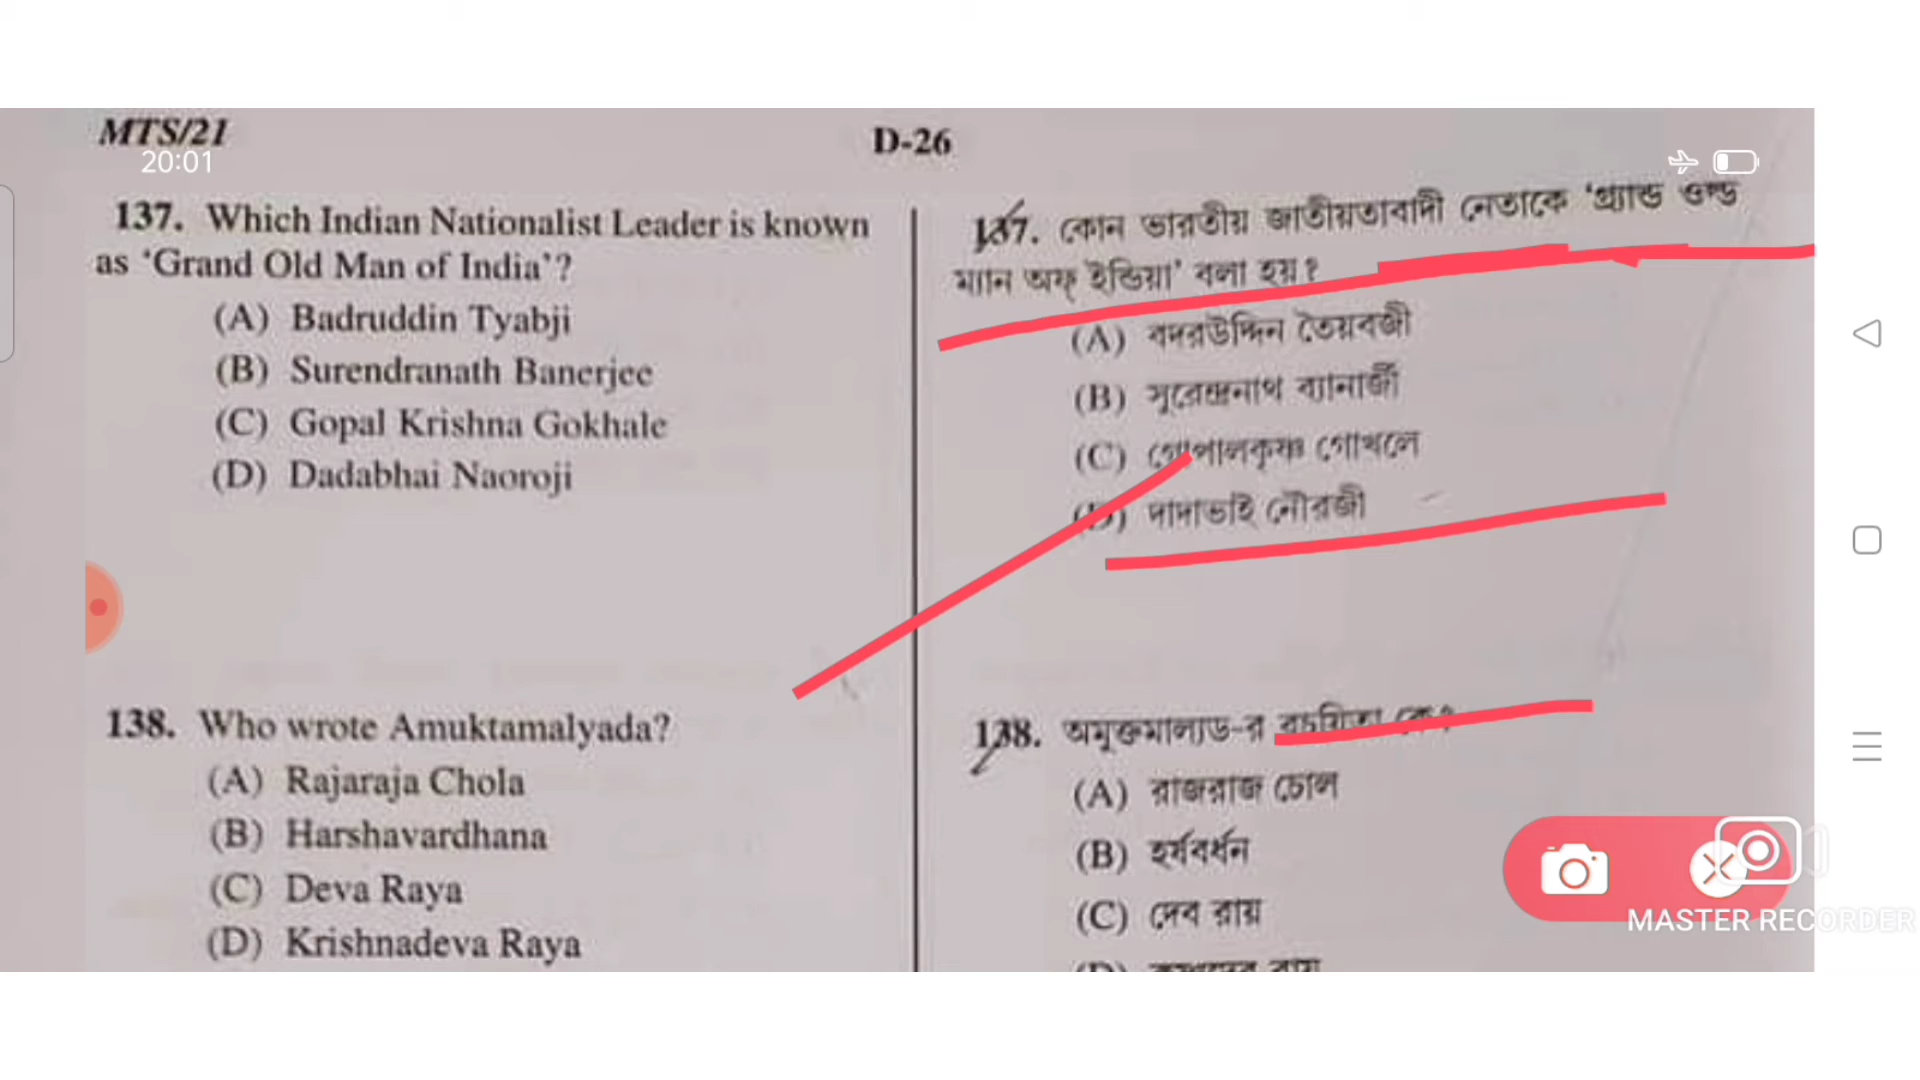 MTS/21
D-26
20:01
137. Which Indian Nationalist Leader is known
as ‘Grand Old Man of India’?
(A) Badruddin Tyabji
(B) Surendranath Banerjee
(C) Gopal Krishna Gokhale
(D) Dadabhai Naoroji
138. Who wrote Amuktamalyada?
(A) Rajaraja Chola
(B) Harshavardhana
(C) Deva Raya
(D) Krishnadeva Raya
137. কোন ভারতীয় জাতীয়তাবাদী নেতাকে ‘গ্র্যান্ড ওল্ড
ম্যান অফ্ ইন্ডিয়া’ বলা হয়?
(A) বদরউদ্দিন তৈয়বজী
(B) সুরেন্দ্রনাথ ব্যানার্জী
(C) গোপালকৃষ্ণ গোখলে
(D) দাদাভাই নৌরজী
138. অমুক্তমাল্যড-র রচয়িতা কে?
(A) রাজরাজ চোল
(B) হর্ষবর্ধন
(C) দেব রায়
MASTER RECORDER